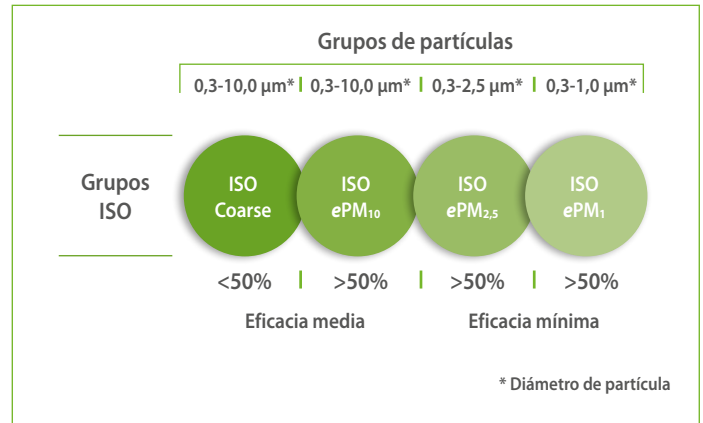 Grupos de partículas
0,3-10,0 µm* 0,3-10,0 µm* 0,3-2,5 µm* 0,3-1,0 µm*
Grupos
ISO
ISO
Coarse
ISO
ePM10
ISO
ePM2,5
ISO
ePM1
<50% >50% >50% >50%
Eficacia media Eficacia mínima
* Diámetro de partícula